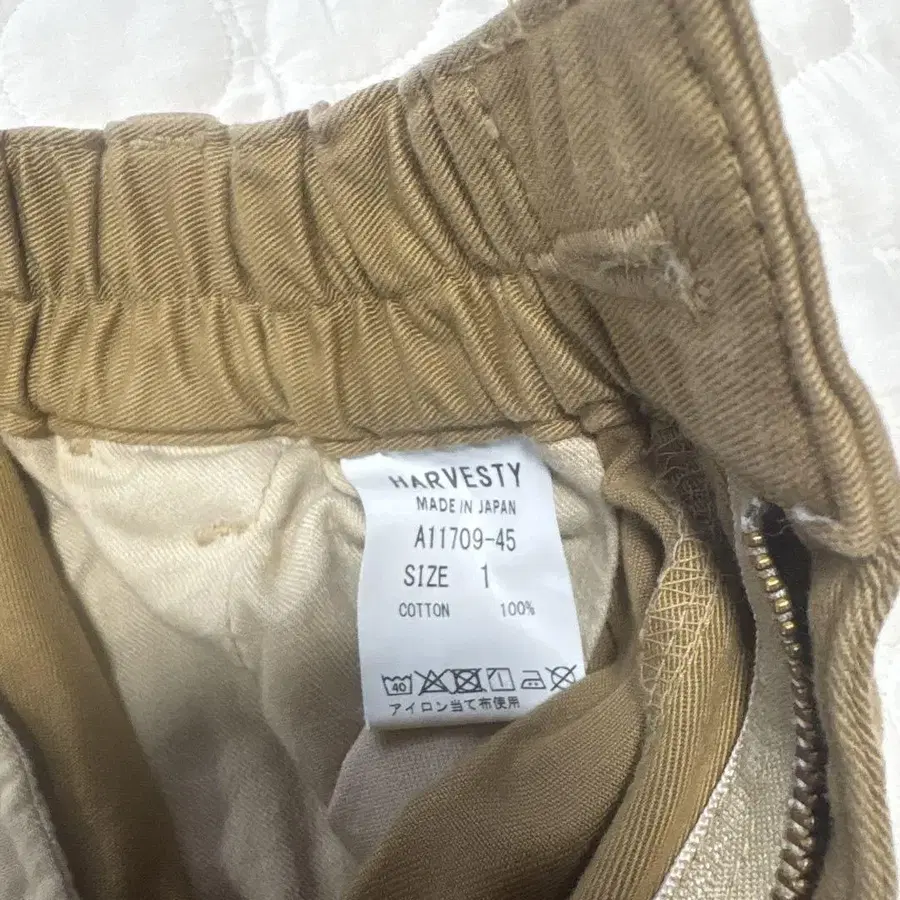 HARVESTY
MADE IN JAPAN
A11709-45
SIZE 1
COTTON 100%
40
アイロン当て布使用